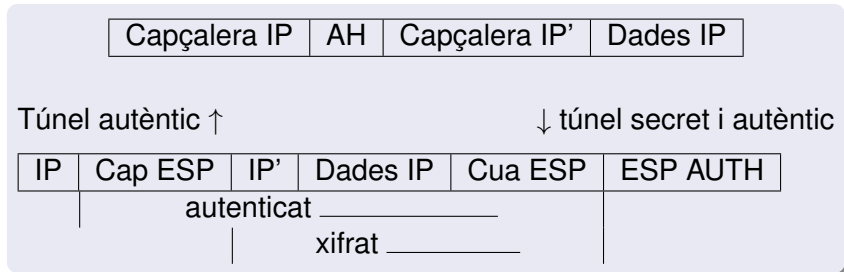 Capçalera IP AH Capçalera IP' Dades IP
Túnel autèntic ↑ ↓ túnel secret i autèntic
IP Cap ESP IP' Dades IP Cua ESP ESP AUTH
autenticat
xifrat